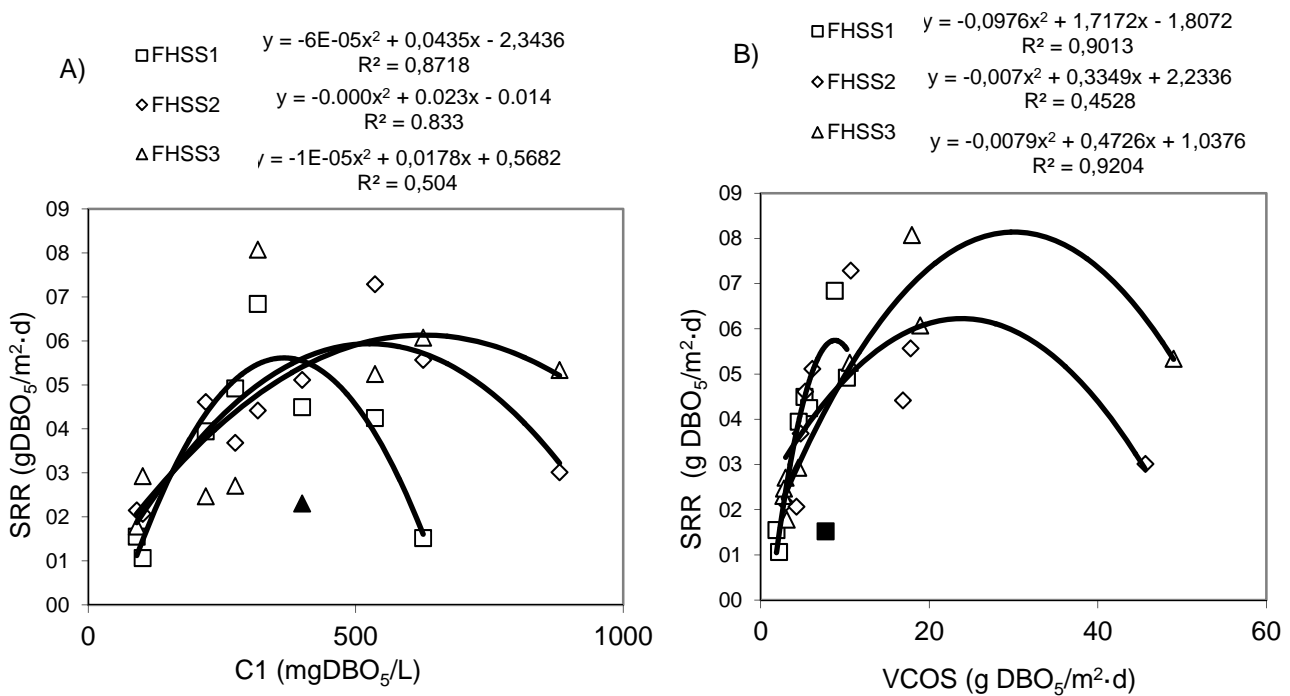 A)
FHSS1
y = -6E-05x² + 0,0435x - 2,3436
R² = 0,8718
FHSS2
y = -0.000x² + 0.023x - 0.014
R² = 0.833
FHSS3
y = -1E-05x² + 0,0178x + 0,5682
R² = 0,504
09
08
07
06
05
04
03
02
01
00
0
500
1000
SRR (gDBO₅/m²·d)
C1 (mgDBO₅/L)
B)
FHSS1
y = -0,0976x² + 1,7172x - 1,8072
R² = 0,9013
FHSS2
y = -0,007x² + 0,3349x + 2,2336
R² = 0,4528
FHSS3
y = -0,0079x² + 0,4726x + 1,0376
R² = 0,9204
09
08
07
06
05
04
03
02
01
00
0
20
40
60
SRR (g DBO₅/m²·d)
VCOS (g DBO₅/m²·d)